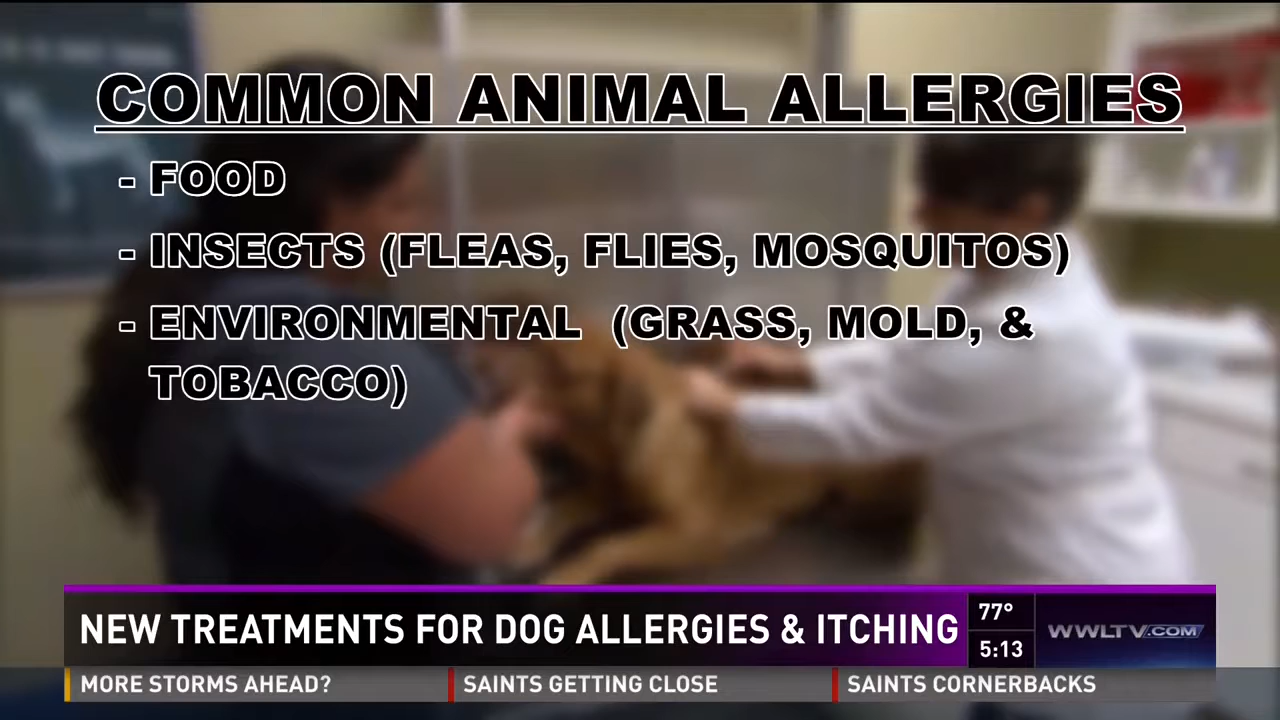 COMMON ANIMAL ALLERGIES
- FOOD
- INSECTS (FLEAS, FLIES, MOSQUITOS)
- ENVIRONMENTAL (GRASS, MOLD, &
TOBACCO)
NEW TREATMENTS FOR DOG ALLERGIES & ITCHING
77°
5:13
WWLTV.COM
MORE STORMS AHEAD?
SAINTS GETTING CLOSE
SAINTS CORNERBACKS